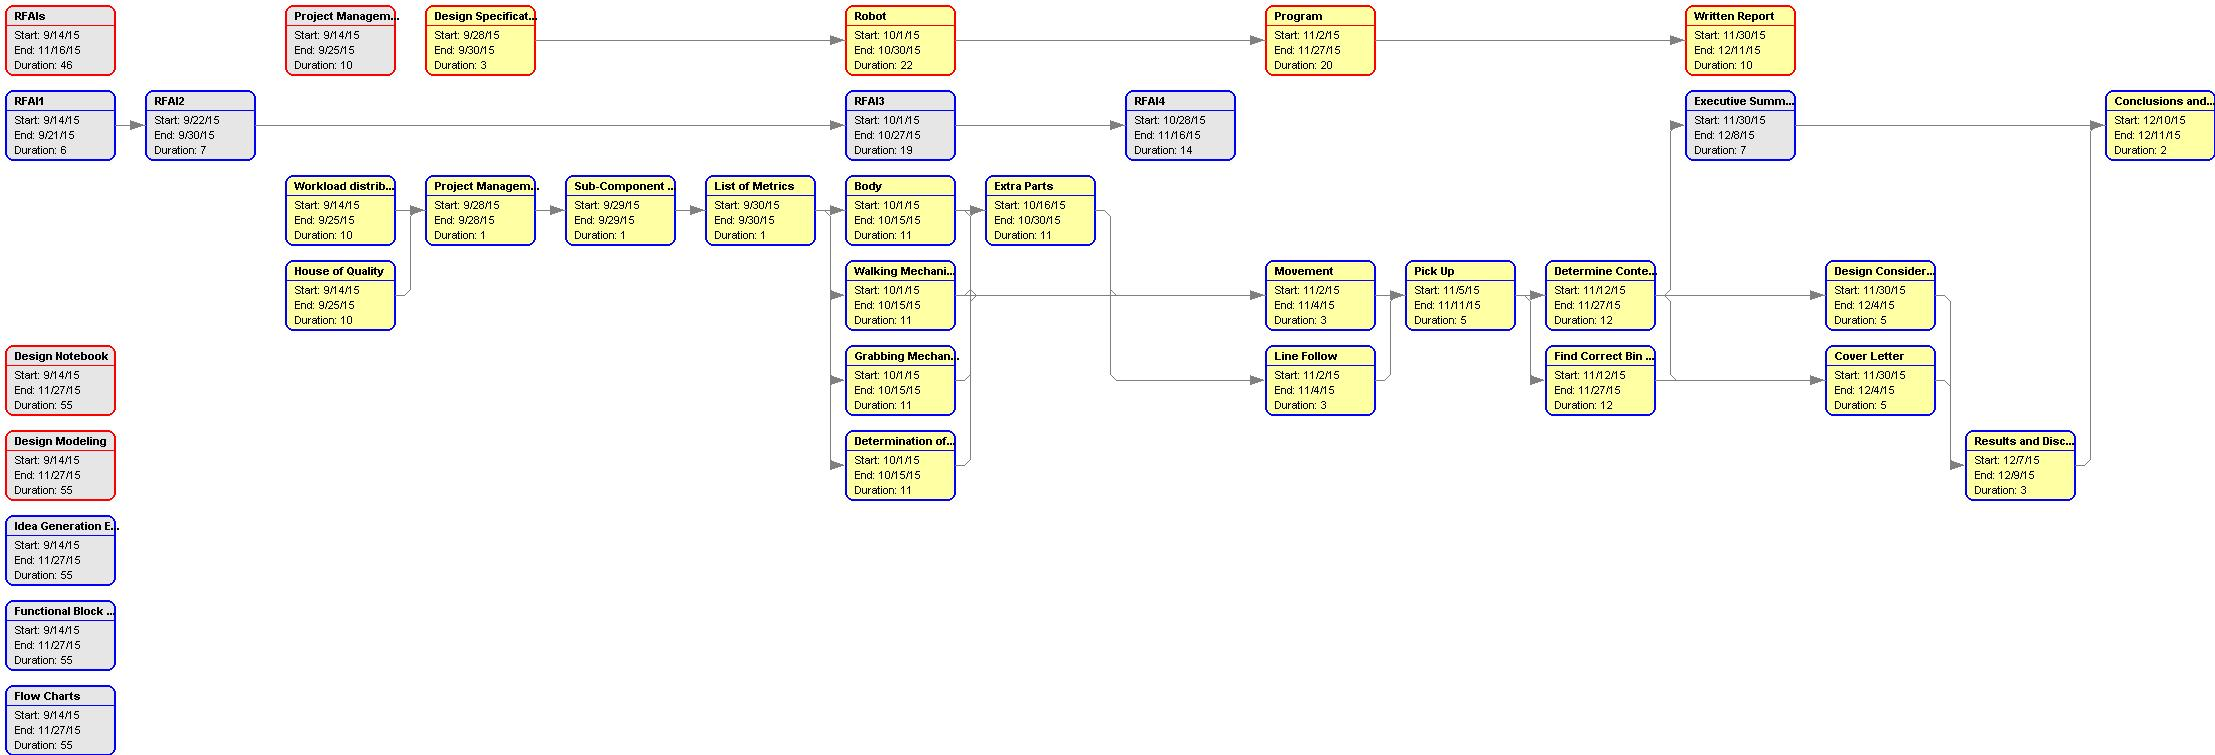 RFAIs
Start: 9/14/15
End: 11/16/15
Duration: 46
Project Managem...
Start: 9/14/15
End: 9/25/15
Duration: 10
Design Specificat...
Start: 9/28/15
End: 9/30/15
Duration: 3
Robot
Start: 10/1/15
End: 10/30/15
Duration: 22
Program
Start: 11/2/15
End: 11/27/15
Duration: 20
Written Report
Start: 11/30/15
End: 12/11/15
Duration: 10
RFAI1
Start: 9/14/15
End: 9/21/15
Duration: 6
RFAI2
Start: 9/22/15
End: 9/30/15
Duration: 7
RFAI3
Start: 10/1/15
End: 10/27/15
Duration: 19
RFAI4
Start: 10/28/15
End: 11/16/15
Duration: 14
Executive Summ...
Start: 11/30/15
End: 12/8/15
Duration: 7
Conclusions and...
Start: 12/10/15
End: 12/11/15
Duration: 2
Workload distrib...
Start: 9/14/15
End: 9/25/15
Duration: 10
Project Managem...
Start: 9/28/15
End: 9/28/15
Duration: 1
Sub-Component ...
Start: 9/29/15
End: 9/29/15
Duration: 1
List of Metrics
Start: 9/30/15
End: 9/30/15
Duration: 1
Body
Start: 10/1/15
End: 10/15/15
Duration: 11
Extra Parts
Start: 10/16/15
End: 10/30/15
Duration: 11
House of Quality
Start: 9/14/15
End: 9/25/15
Duration: 10
Walking Mechani...
Start: 10/1/15
End: 10/15/15
Duration: 11
Movement
Start: 11/2/15
End: 11/4/15
Duration: 3
Pick Up
Start: 11/5/15
End: 11/11/15
Duration: 5
Determine Conte...
Start: 11/12/15
End: 11/27/15
Duration: 12
Design Consider...
Start: 11/30/15
End: 12/4/15
Duration: 5
Design Notebook
Start: 9/14/15
End: 11/27/15
Duration: 55
Grabbing Mechan...
Start: 10/1/15
End: 10/15/15
Duration: 11
Line Follow
Start: 11/2/15
End: 11/4/15
Duration: 3
Find Correct Bin ...
Start: 11/12/15
End: 11/27/15
Duration: 12
Cover Letter
Start: 11/30/15
End: 12/4/15
Duration: 5
Design Modeling
Start: 9/14/15
End: 11/27/15
Duration: 55
Determination of...
Start: 10/1/15
End: 10/15/15
Duration: 11
Results and Disc...
Start: 12/7/15
End: 12/9/15
Duration: 3
Idea Generation E...
Start: 9/14/15
End: 11/27/15
Duration: 55
Functional Block ...
Start: 9/14/15
End: 11/27/15
Duration: 55
Flow Charts
Start: 9/14/15
End: 11/27/15
Duration: 55